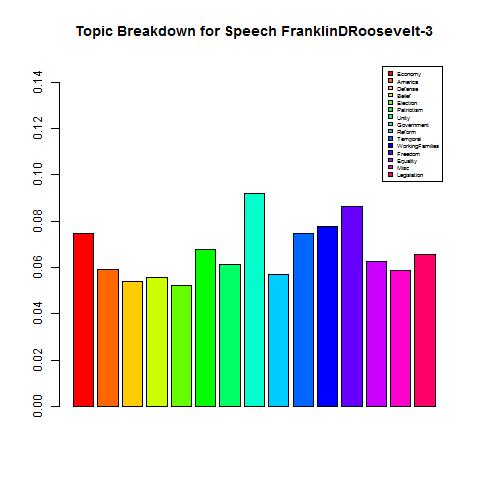 Topic Breakdown for Speech FranklinDRoosevelt-3
0.14
0.12
0.10
0.08
0.06
0.04
0.02
0.00
Economy
America
Defense
Belief
Election
Patriotism
Unity
Government
Reform
Temporal
WorkingFamilies
Freedom
Equality
Misc
Legislation